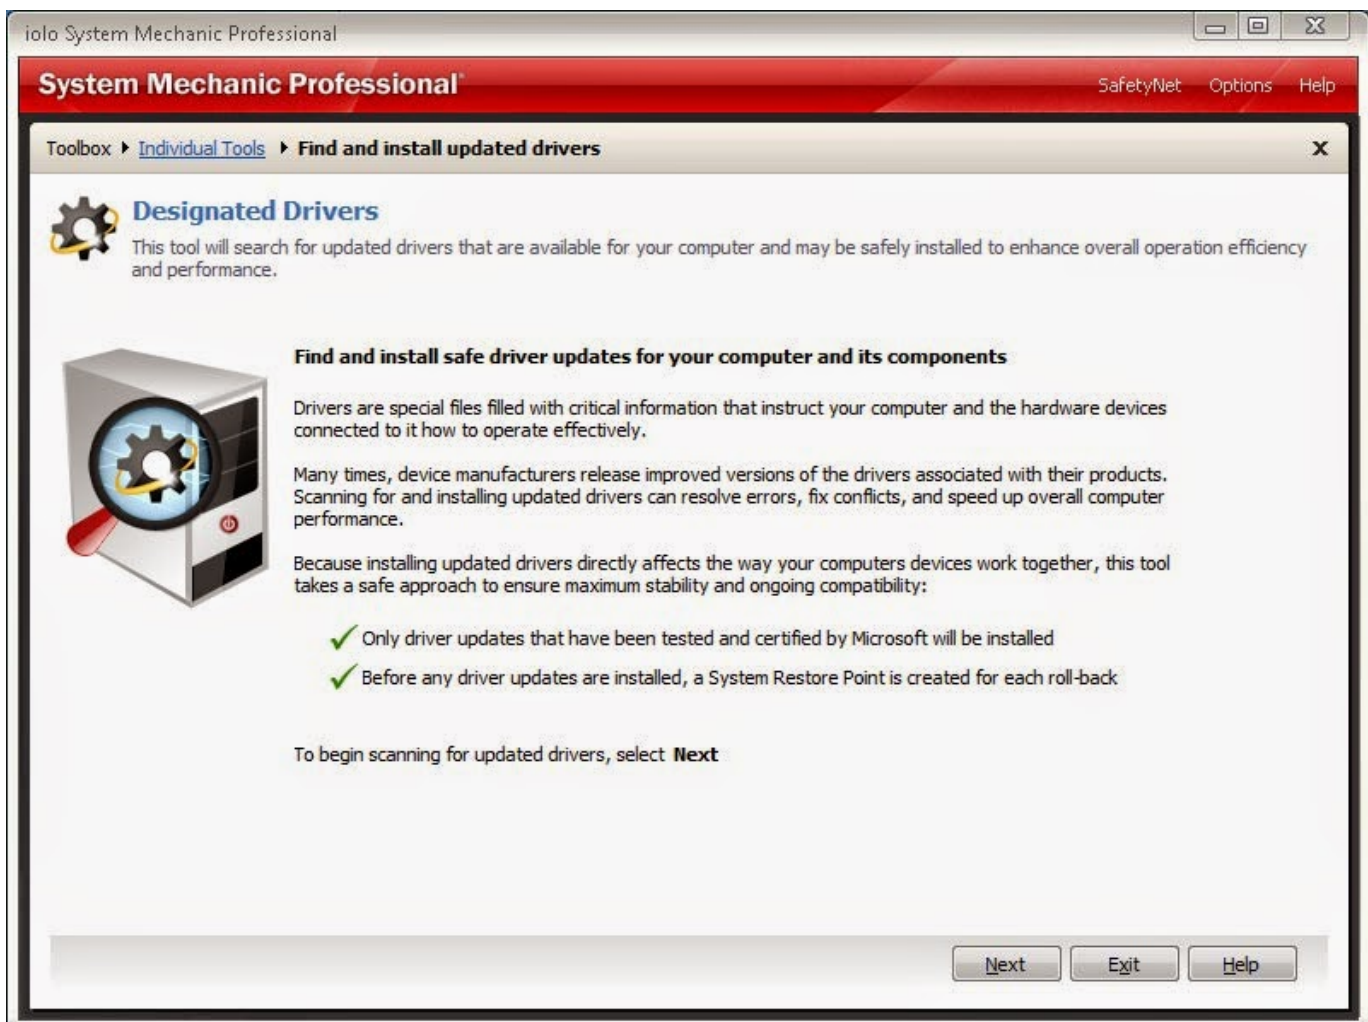 iolo System Mechanic Professional
System Mechanic Professional
SafetyNet Options Help
Toolbox Individual Tools Find and install updated drivers x
Designated Drivers
This tool will search for updated drivers that are available for your computer and may be safely installed to enhance overall operation efficiency
and performance.
Find and install safe driver updates for your computer and its components
Drivers are special files filled with critical information that instruct your computer and the hardware devices
connected to it how to operate effectively.
Many times, device manufacturers release improved versions of the drivers associated with their products.
Scanning for and installing updated drivers can resolve errors, fix conflicts, and speed up overall computer
performance.
Because installing updated drivers directly affects the way your computers devices work together, this tool
takes a safe approach to ensure maximum stability and ongoing compatibility:
Only driver updates that have been tested and certified by Microsoft will be installed
Before any driver updates are installed, a System Restore Point is created for each roll-back
To begin scanning for updated drivers, select Next
Next Exit Help